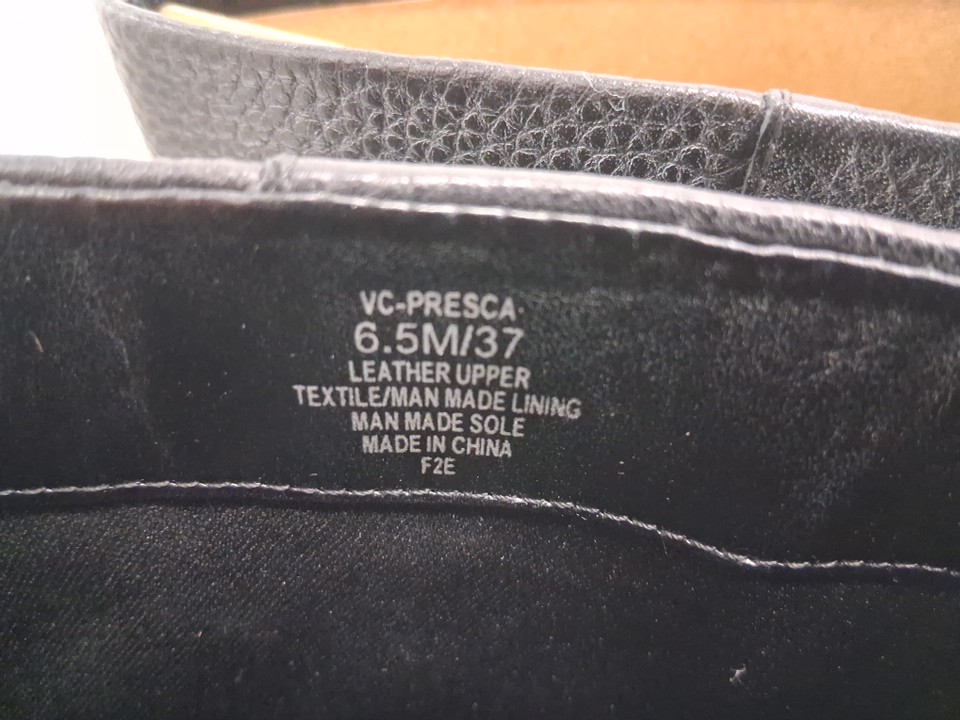 VC-PRESCA
6.5M/37
LEATHER UPPER
TEXTILE/MAN MADE LINING
MAN MADE SOLE
MADE IN CHINA
F2E